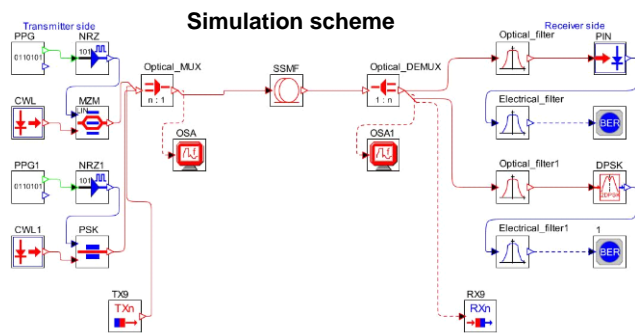 Simulation scheme
Transmitter side
Receiver side
PPG
NRZ
Optical_MUX
SSMF
Optical_DEMUX
Optical_filter
PIN
0110101
101
n : 1
1 : n
CWL
MZM
LIN
OSA
OSA1
Electrical_filter
BER
PPG1
NRZ1
0110101
101
Optical_filter1
DPSK
2DPSK
CWL1
PSK
Electrical_filter1
1
BER
TX9
TXn
RX9
RXn